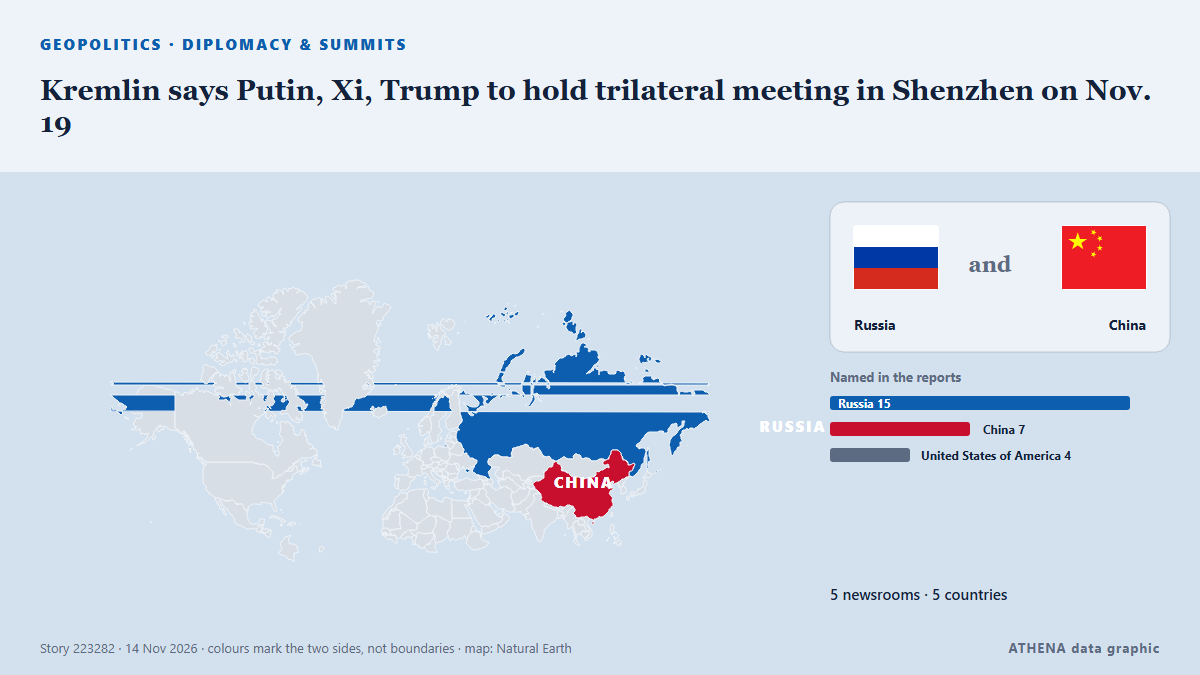 GEOPOLITICS · DIPLOMACY & SUMMITS
Kremlin says Putin, Xi, Trump to hold trilateral meeting in Shenzhen on Nov.
19
and
Russia
China
Named in the reports
Russia 15
RUSSIA
China 7
United States of America 4
CHINA
5 newsrooms · 5 countries
Story 223282 · 14 Nov 2026 · colours mark the two sides, not boundaries · map: Natural Earth
ATHENA data graphic